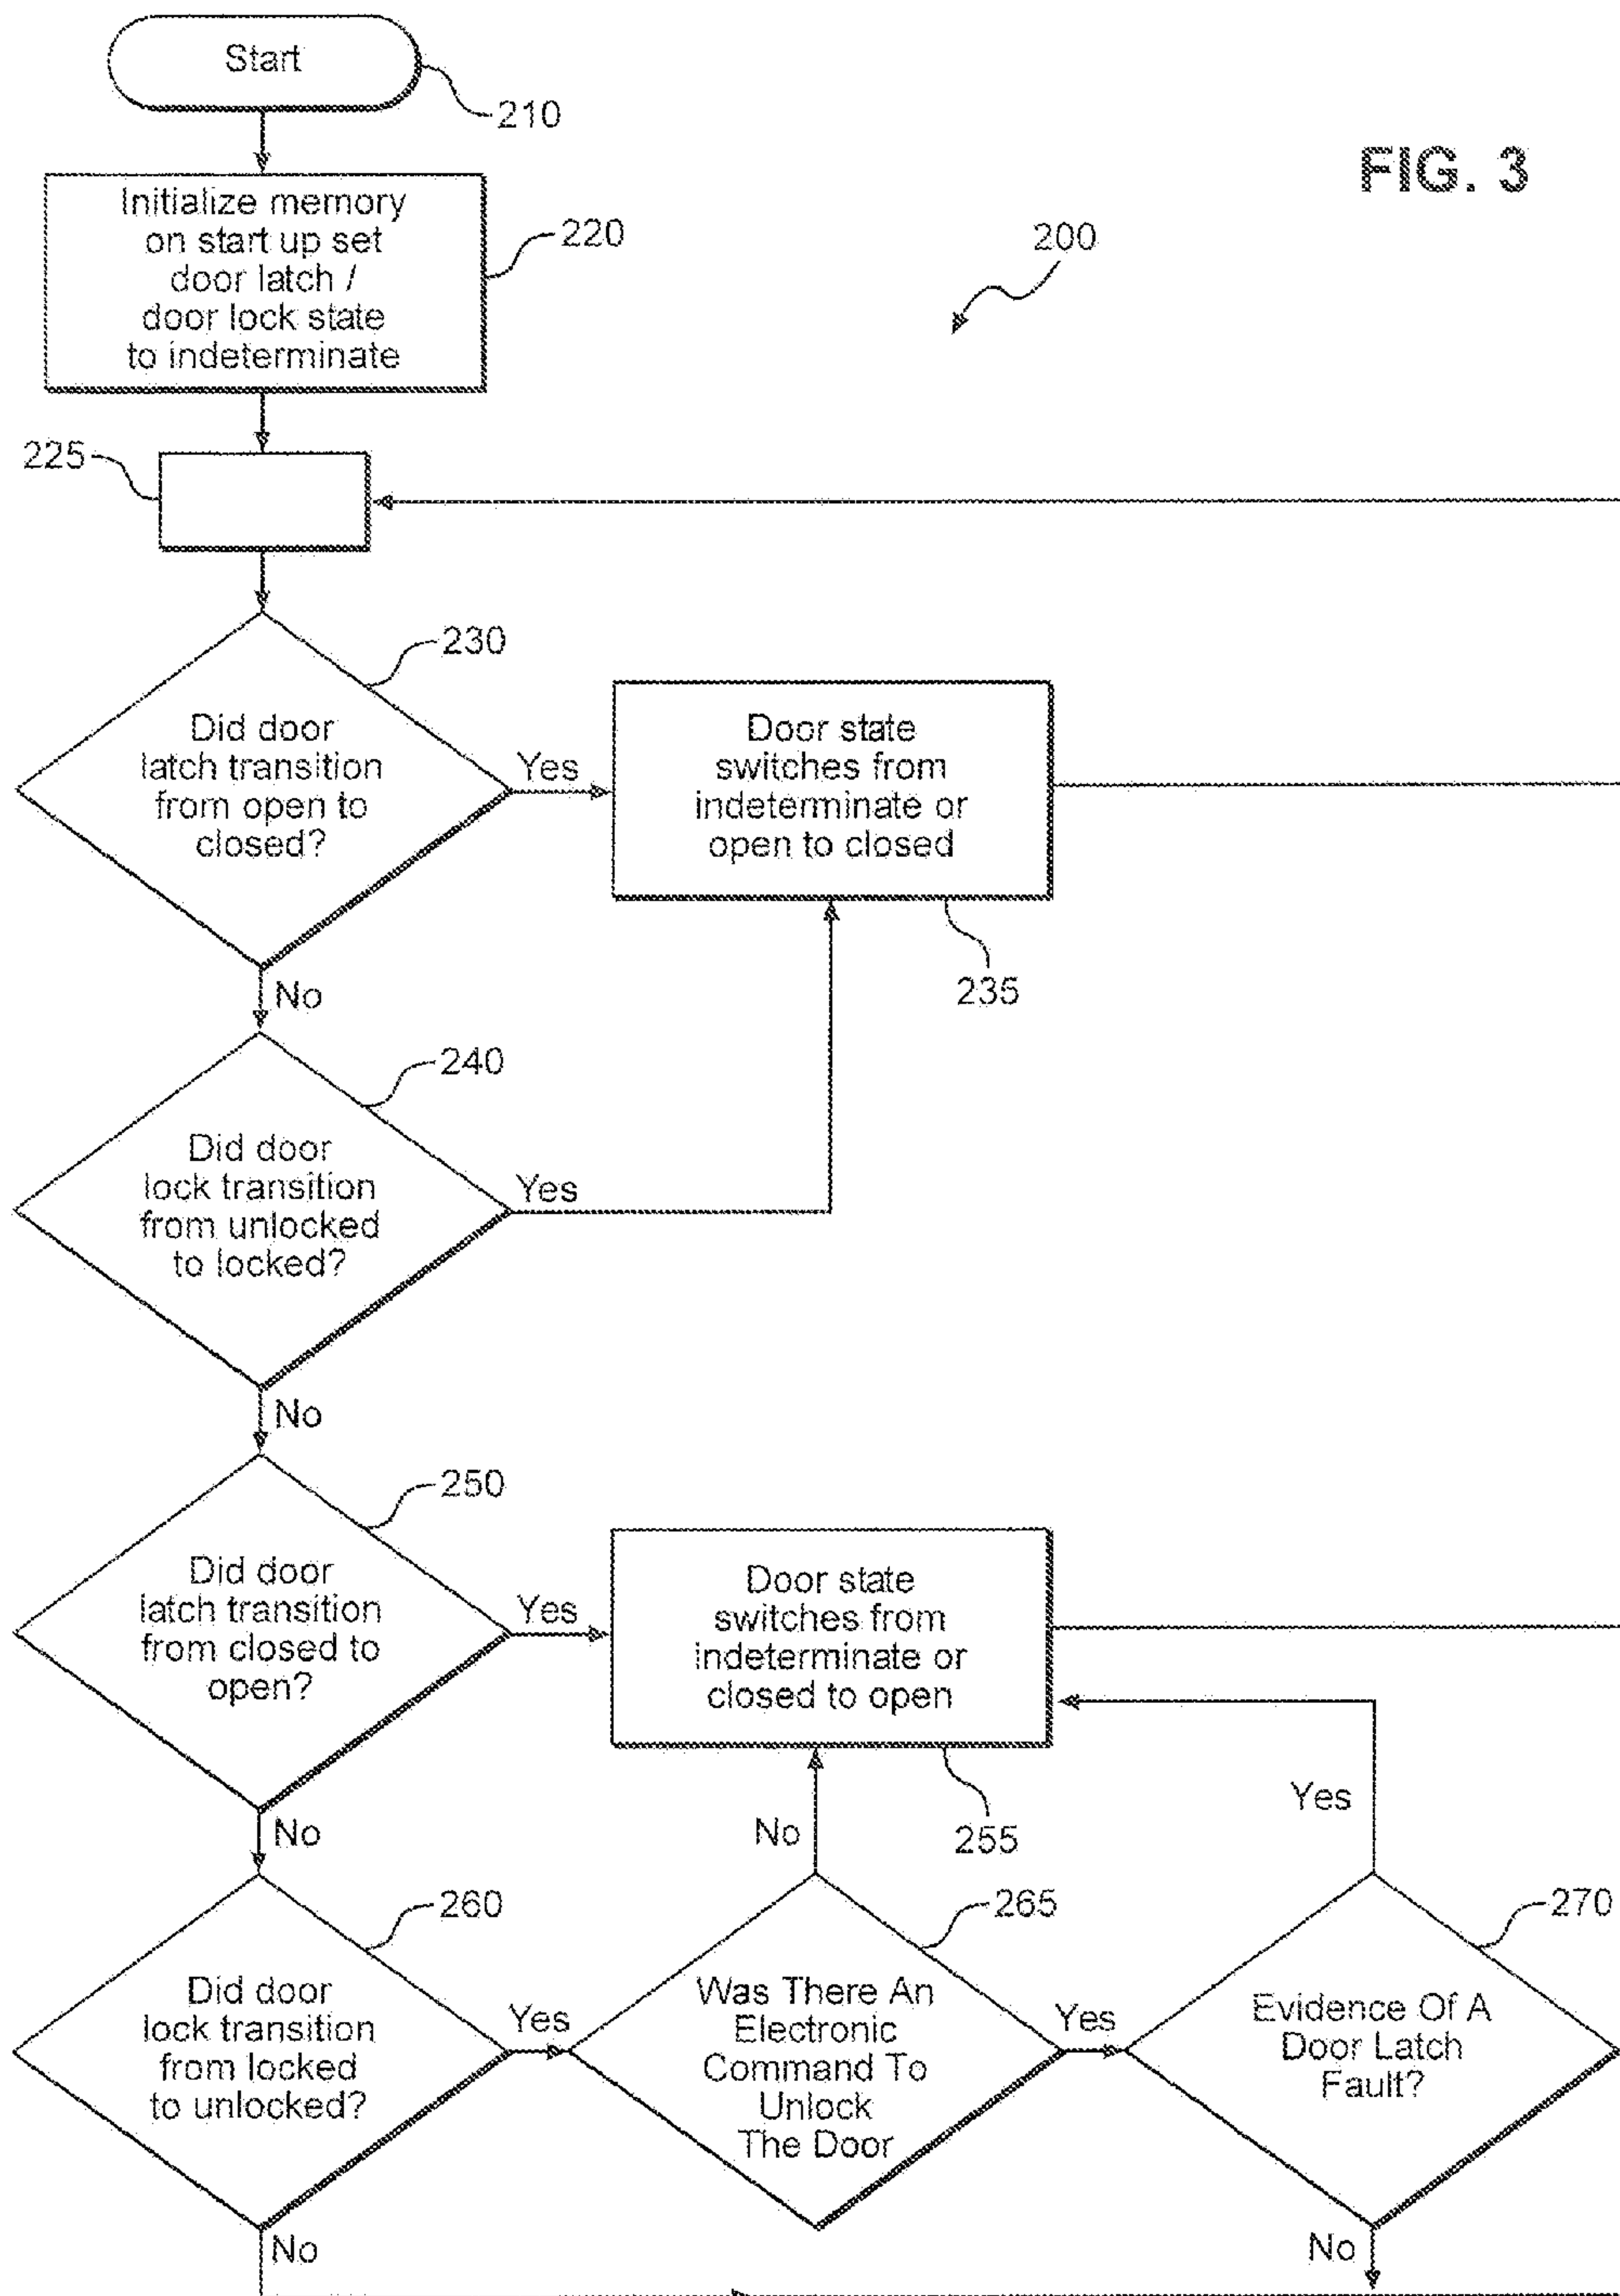 Start
210
FIG. 3
Initialize memory
on start up set
door latch /
door lock state
to indeterminate
220
200
225
230
Did door
latch transition
from open to
closed?
Yes
Door state
switches from
indeterminate or
open to closed
235
No
240
Did door
lock transition
from unlocked
to locked?
Yes
No
250
Did door
latch transition
from closed to
open?
Yes
Door state
switches from
indeterminate or
closed to open
255
No
No
Yes
260
Did door
lock transition
from locked
to unlocked?
Yes
265
Was There An
Electronic
Command To
Unlock
The Door
Yes
270
Evidence Of A
Door Latch
Fault?
No
No